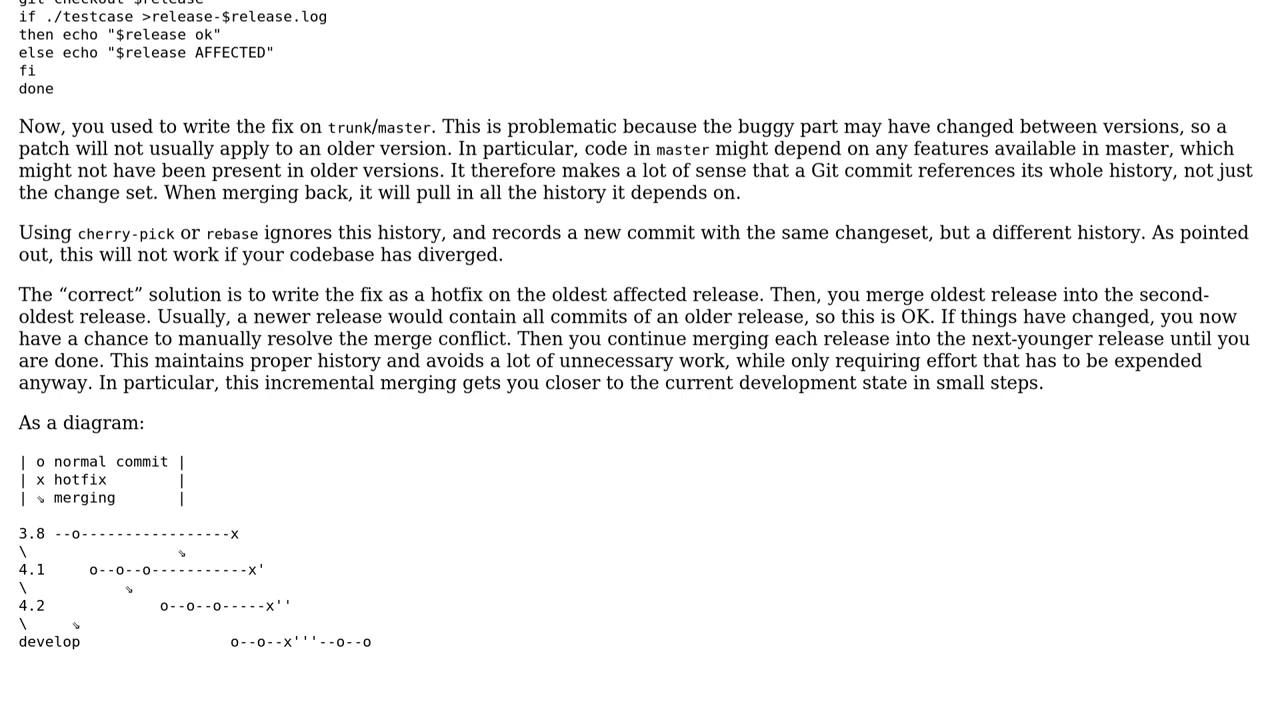 git checkout $release
if ./testcase >release-$release.log
then echo "$release ok"
else echo "$release AFFECTED"
fi
done
Now, you used to write the fix on trunk/master. This is problematic because the buggy part may have changed between versions, so a
patch will not usually apply to an older version. In particular, code in master might depend on any features available in master, which
might not have been present in older versions. It therefore makes a lot of sense that a Git commit references its whole history, not just
the change set. When merging back, it will pull in all the history it depends on.
Using cherry-pick or rebase ignores this history, and records a new commit with the same changeset, but a different history. As pointed
out, this will not work if your codebase has diverged.
The “correct” solution is to write the fix as a hotfix on the oldest affected release. Then, you merge oldest release into the second-
oldest release. Usually, a newer release would contain all commits of an older release, so this is OK. If things have changed, you now
have a chance to manually resolve the merge conflict. Then you continue merging each release into the next-younger release until you
are done. This maintains proper history and avoids a lot of unnecessary work, while only requiring effort that has to be expended
anyway. In particular, this incremental merging gets you closer to the current development state in small steps.
As a diagram:
| o normal commit |
| x hotfix        |
| ⇘ merging       |
3.8 --o-----------------x
\                 ⇘
4.1     o--o--o-----------x'
\           ⇘
4.2             o--o--o-----x''
\     ⇘
develop                 o--o--x'''--o--o